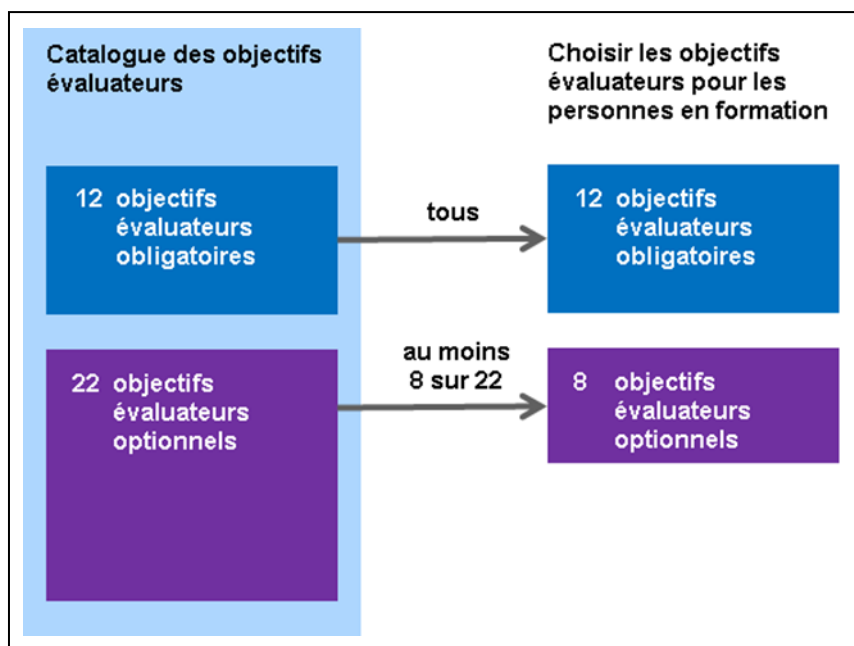 Catalogue des objectifs
évaluateurs
Choisir les objectifs
évaluateurs pour les
personnes en formation
12 objectifs
évaluateurs
obligatoires
tous
12 objectifs
évaluateurs
obligatoires
22 objectifs
évaluateurs
optionnels
au moins
8 sur 22
8 objectifs
évaluateurs
optionnels